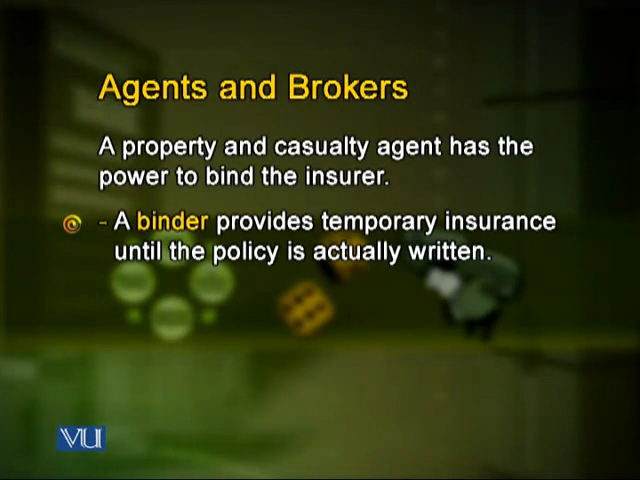 Agents and Brokers
A property and casualty agent has the
power to bind the insurer.
- A binder provides temporary insurance
until the policy is actually written.
VU